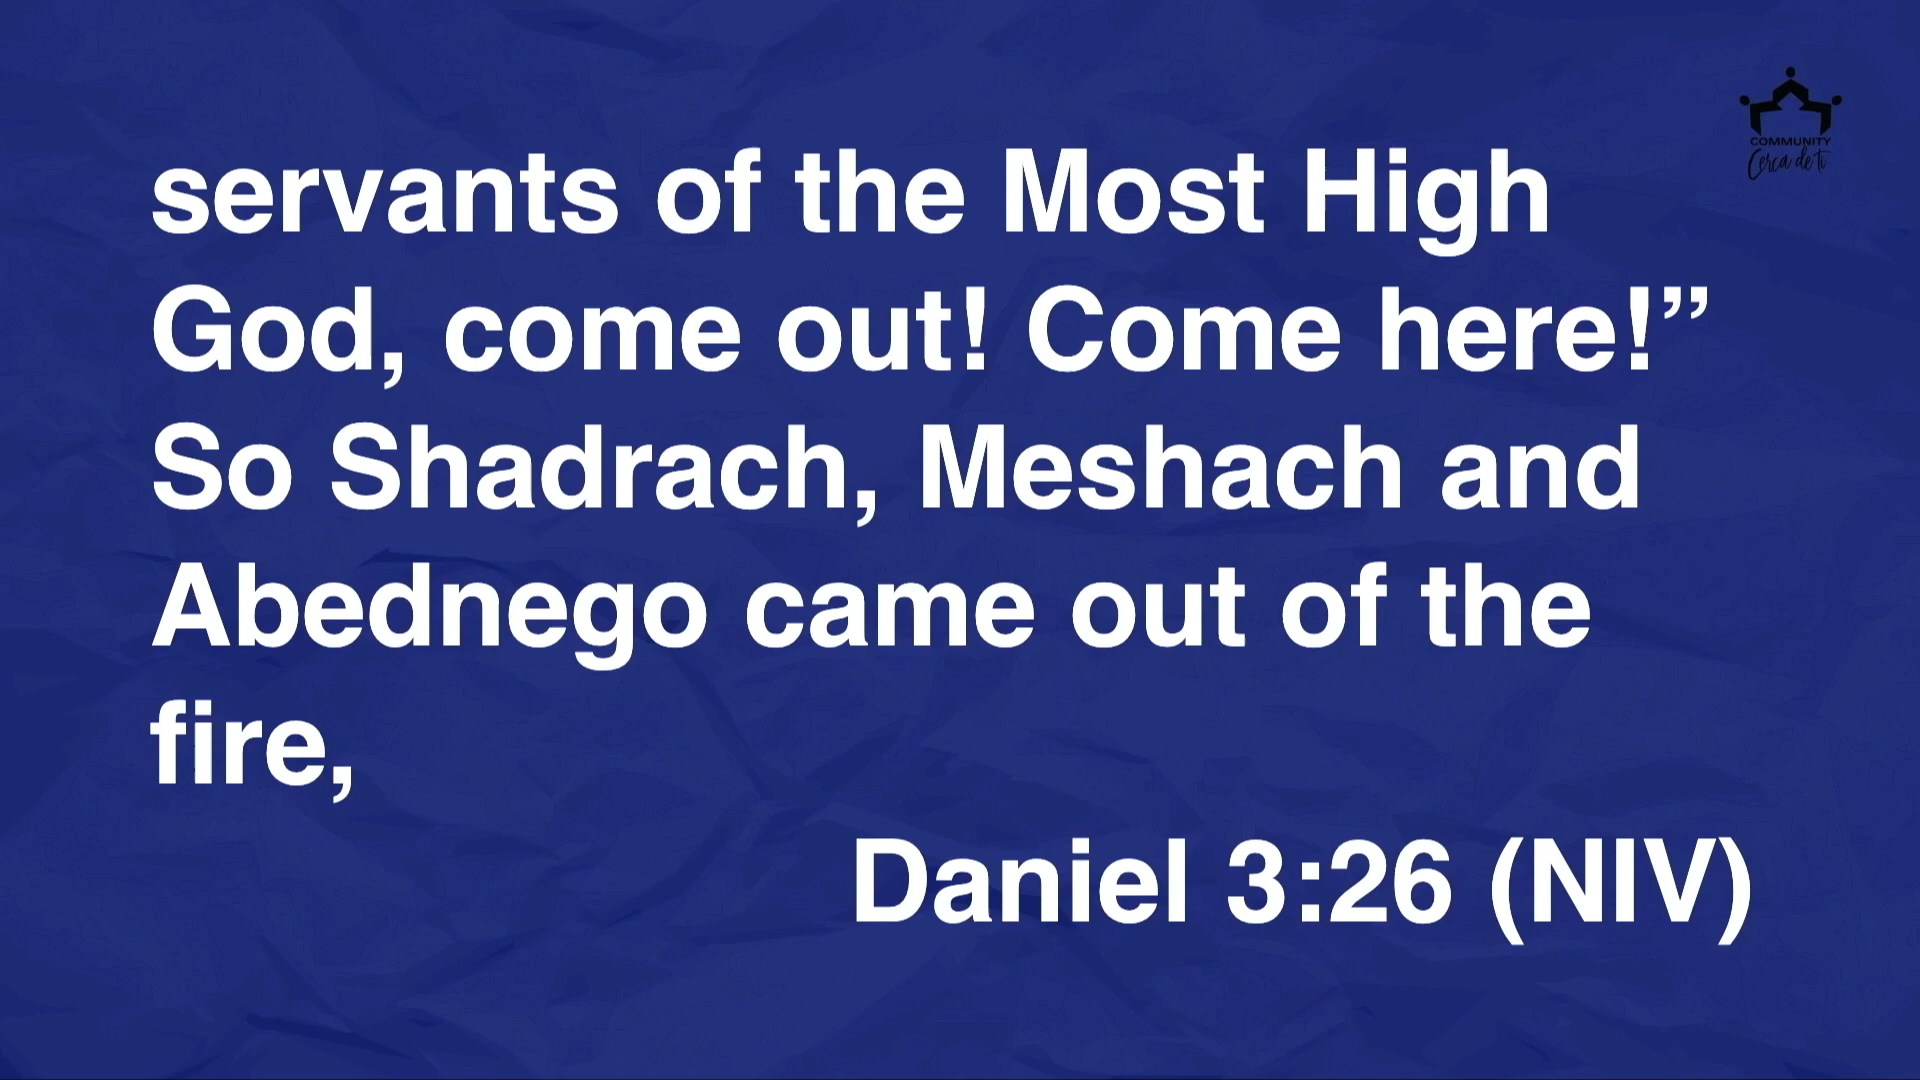 COMMUNITY
Cerca de ti
servants of the Most High
God, come out! Come here!”
So Shadrach, Meshach and
Abednego came out of the
fire,
Daniel 3:26 (NIV)